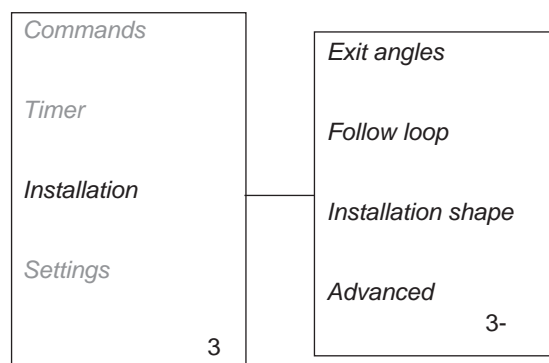 Commands
Timer
Installation
Settings
3
Exit angles
Follow loop
Installation shape
Advanced
3-